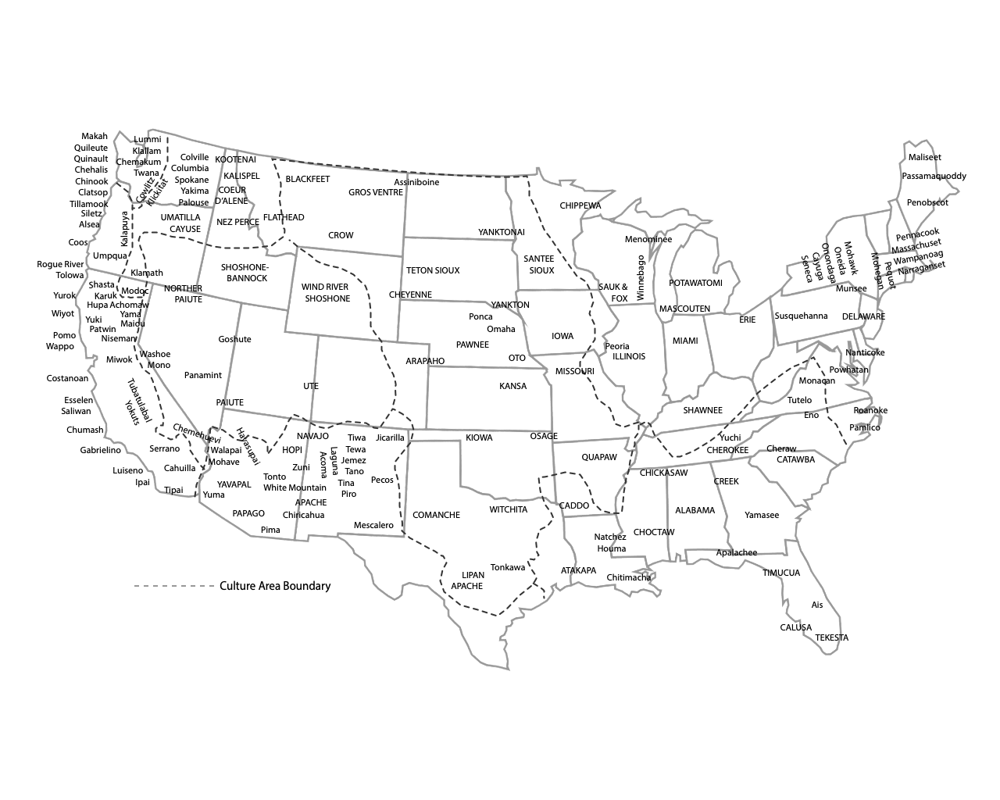 Makah
Quileute
Quinault
Chehalis
Chinook
Clatsop
Tillamook
Siletz
Alsea
Coos
Rogue River
Tolowa
Yurok
Wiyot
Pomo
Wappo
Costanoan
Esselen
Saliwan
Chumash
Gabrielino
Luiseno
Ipai
Tipai
Lummi
Klallam
Chemakum
Twana
Cowlitz
Klickitat
Kalapuya
Umpqua
Klamath
Shasta
Karuk
Modoc
Hupa Achomaw
Yama
Yuki
Maidu
Patwin
Niseman
Miwok
Washoe
Mono
Tubatulabal
Yokuts
Serrano
Cahuilla
Chemehuevi
Colville
Columbia
Spokane
Yakima
Palouse
UMATILLA
CAYUSE
KOOTENAI
KALISPEL
COEUR
D’ALENE
NEZ PERCE
FLATHEAD
SHOSHONE-
BANNOCK
NORTHER
PAIUTE
Goshute
Panamint
PAIUTE
UTE
WIND RIVER
SHOSHONE
BLACKFEET
GROS VENTRE
Assiniboine
CROW
YANKTONAI
TETON SIOUX
SANTEE
SIOUX
CHEYENNE
YANKTON
Ponca
Omaha
PAWNEE
OTO
ARAPAHO
KANSA
KIOWA
OSAGE
COMANCHE
WITCHITA
Tonkawa
LIPAN
APACHE
Havasupai
Walapai
Mohave
YAVAPAL
Yuma
PAPAGO
Pima
NAVAJO
HOPI
Zuni
Acoma
Laguna
Tonto
White Mountain
APACHE
Chiricahua
Tiwa
Tewa
Jemez
Tano
Tina
Piro
Jicarilla
Pecos
Mescalero
CHIPPEWA
Menominee
Winnebago
SAUK &
FOX
POTAWATOMI
MASCOUTEN
IOWA
Peoria
ILLINOIS
MISSOURI
MIAMI
ERIE
SHAWNEE
QUAPAW
CADDO
Natchez
Houma
ATAKAPA
Chitimacha
CHICKASAW
CHOCTAW
ALABAMA
CREEK
Yuchi
CHEROKEE
Cheraw
CATAWBA
Yamasee
Apalachee
TIMUCUA
Ais
CALUSA
TEKESTA
Maliseet
Passamaquoddy
Penobscot
Pennacook
Massachuset
Wampanoag
Narraganset
Pequot
Mohegan
Mohawk
Oneida
Onondaga
Cayuga
Seneca
Munsee
Susquehanna
DELAWARE
Nanticoke
Powhatan
Monacan
Tutelo
Eno
Roanoke
Pamlico
Culture Area Boundary